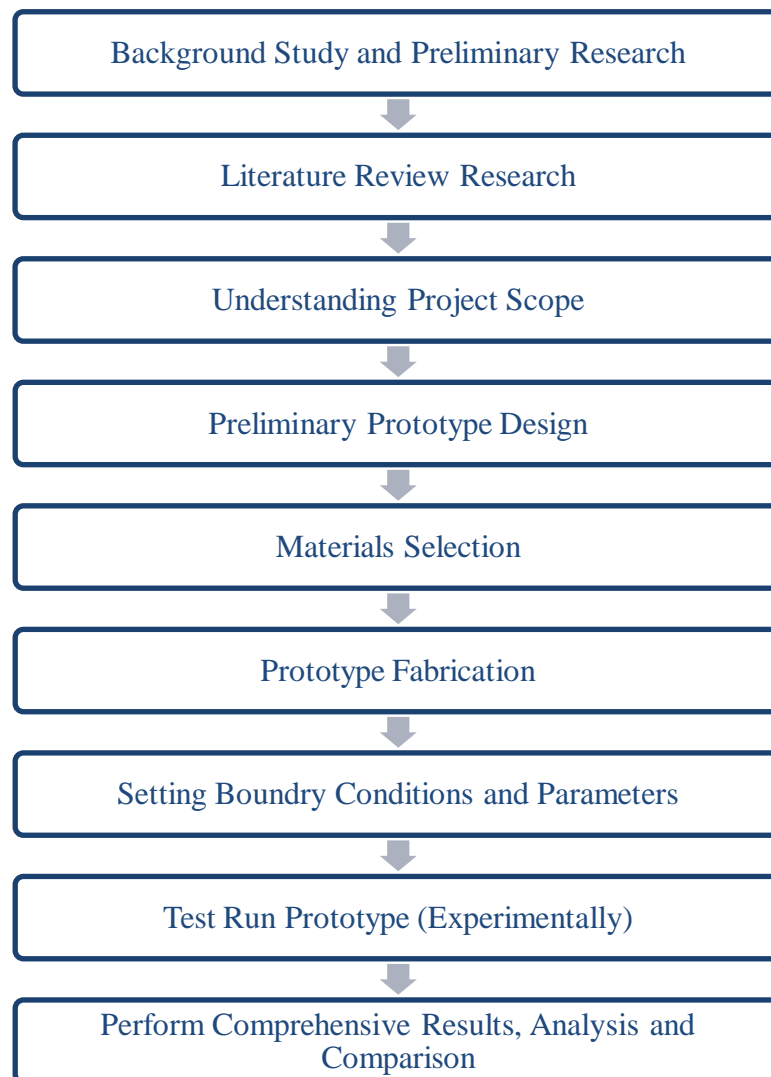 Background Study and Preliminary Research
Literature Review Research
Understanding Project Scope
Preliminary Prototype Design
Materials Selection
Prototype Fabrication
Setting Boundry Conditions and Parameters
Test Run Prototype (Experimentally)
Perform Comprehensive Results, Analysis and
Comparison